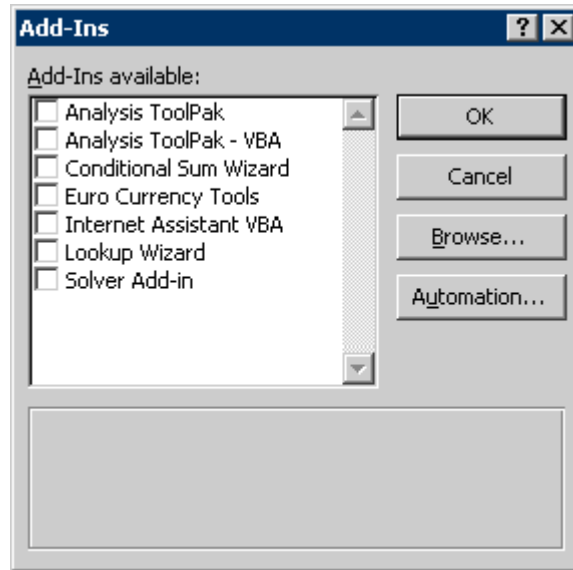 Add-Ins
Add-Ins available:
Analysis ToolPak
Analysis ToolPak - VBA
Conditional Sum Wizard
Euro Currency Tools
Internet Assistant VBA
Lookup Wizard
Solver Add-in
OK
Cancel
Browse...
Automation...